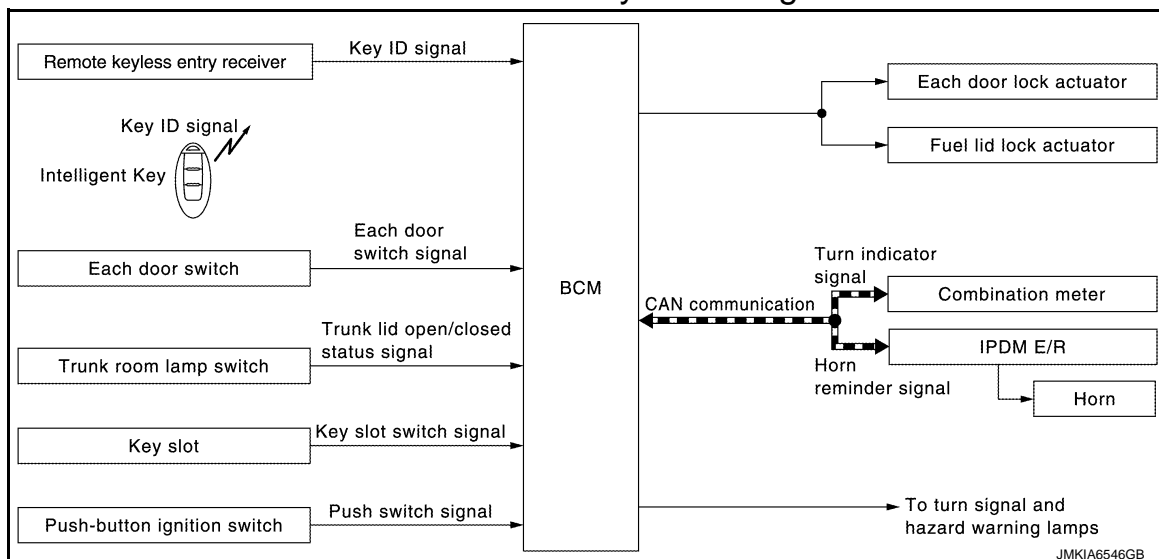 Remote keyless entry receiver
Key ID signal
Key ID signal
Intelligent Key
Each door switch
Each door
switch signal
Trunk room lamp switch
Trunk lid open/closed
status signal
Key slot
Key slot switch signal
Push-button ignition switch
Push switch signal
BCM
Each door lock actuator
Fuel lid lock actuator
CAN communication
Turn indicator
signal
Combination meter
IPDM E/R
Horn
reminder signal
Horn
To turn signal and
hazard warning lamps
JMKIA6546GB